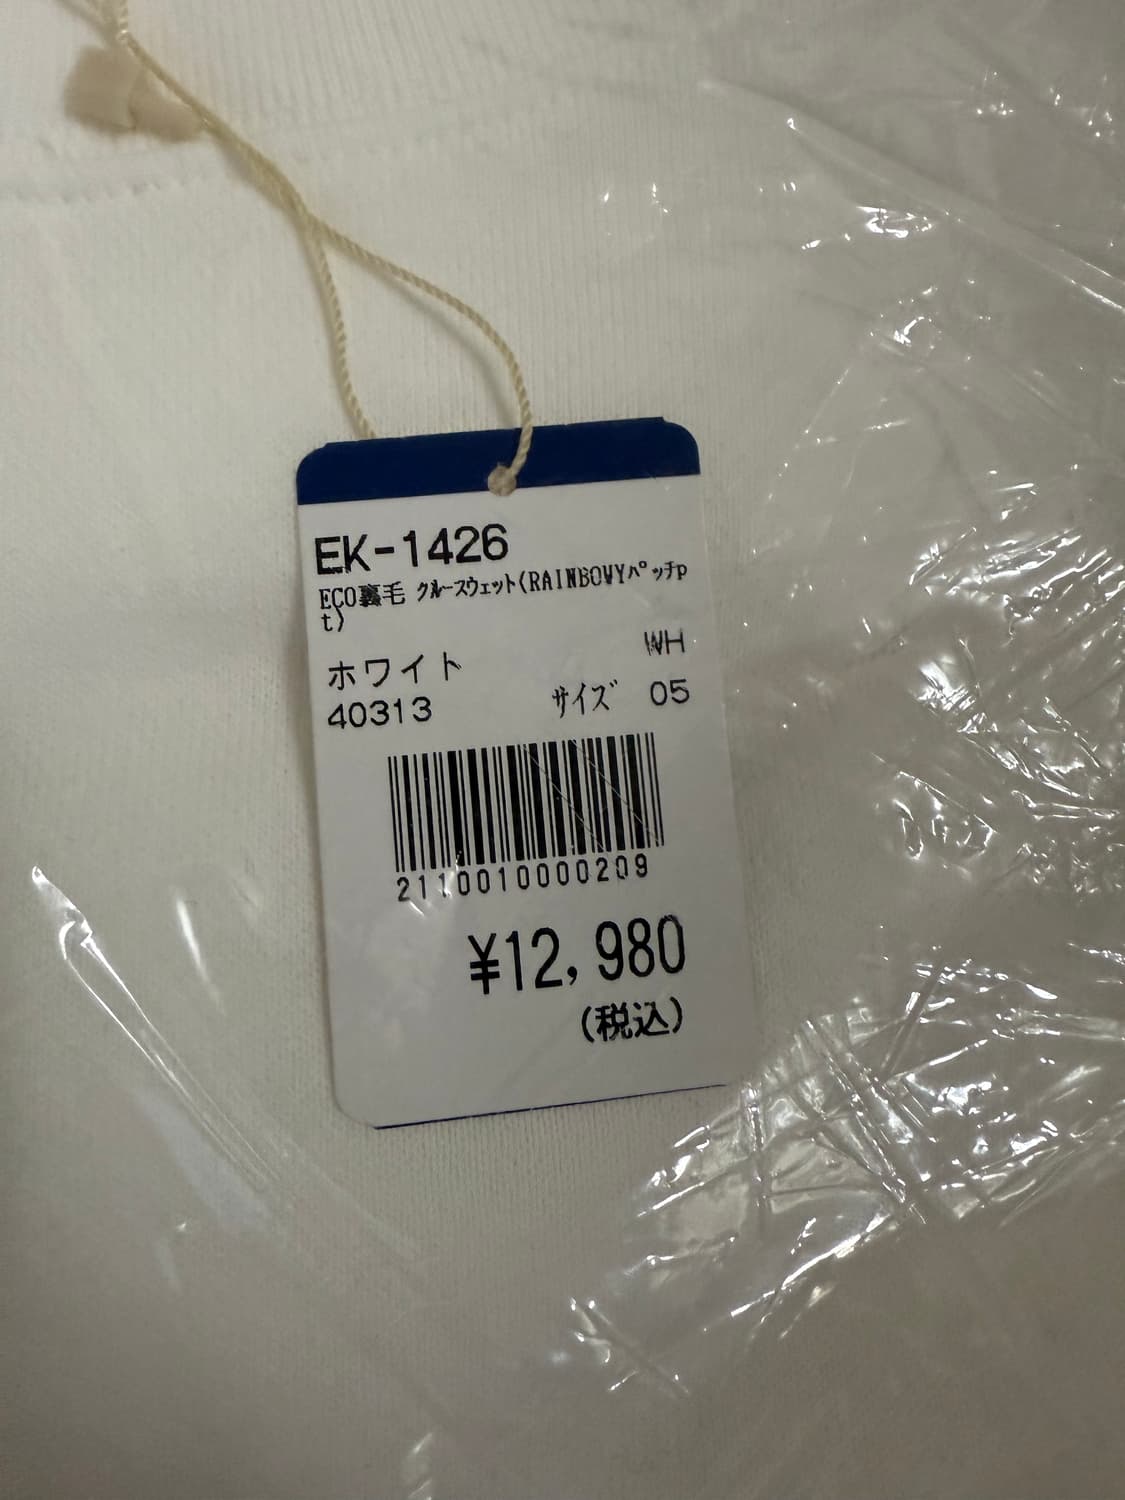 EK-1426
ECO裏毛 クルースウェット(RAINBOWYパッチp
t)
WH
ホワイト
40313 サイズ 05
2110010000209
¥12,980
(税込)